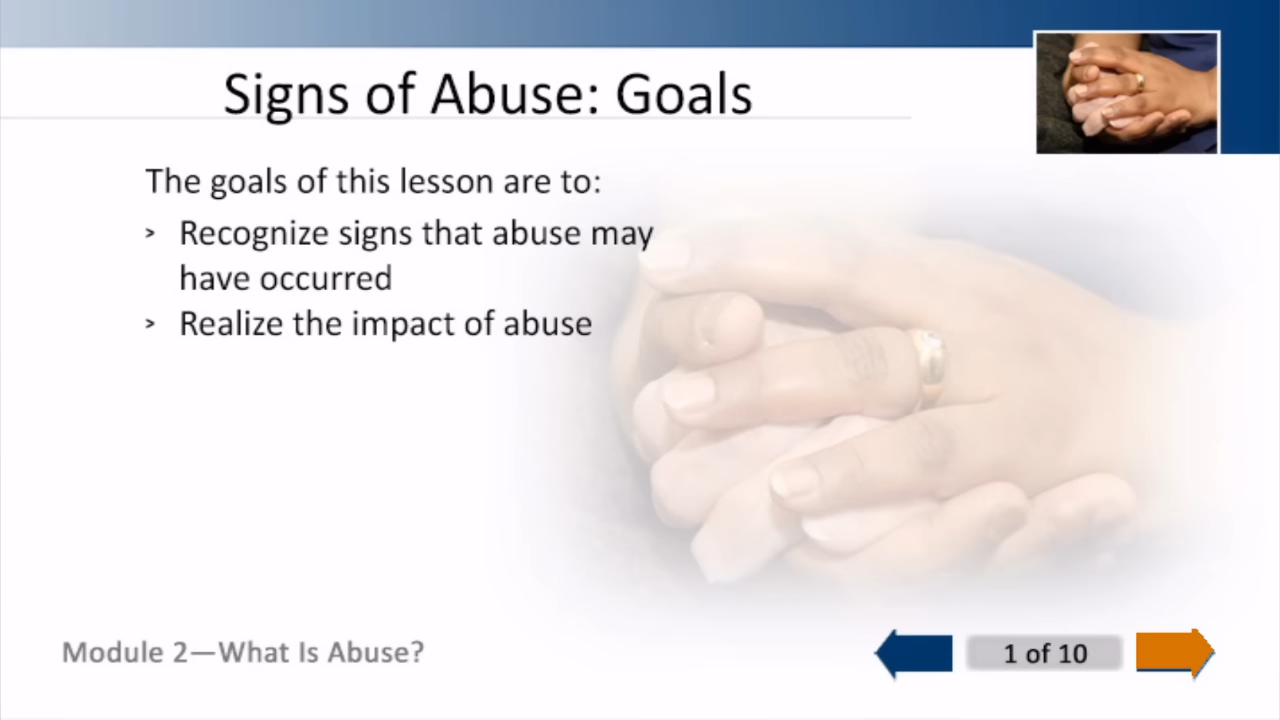 Signs of Abuse: Goals
The goals of this lesson are to:
> Recognize signs that abuse may
have occurred
> Realize the impact of abuse
Module 2—What Is Abuse?
1 of 10